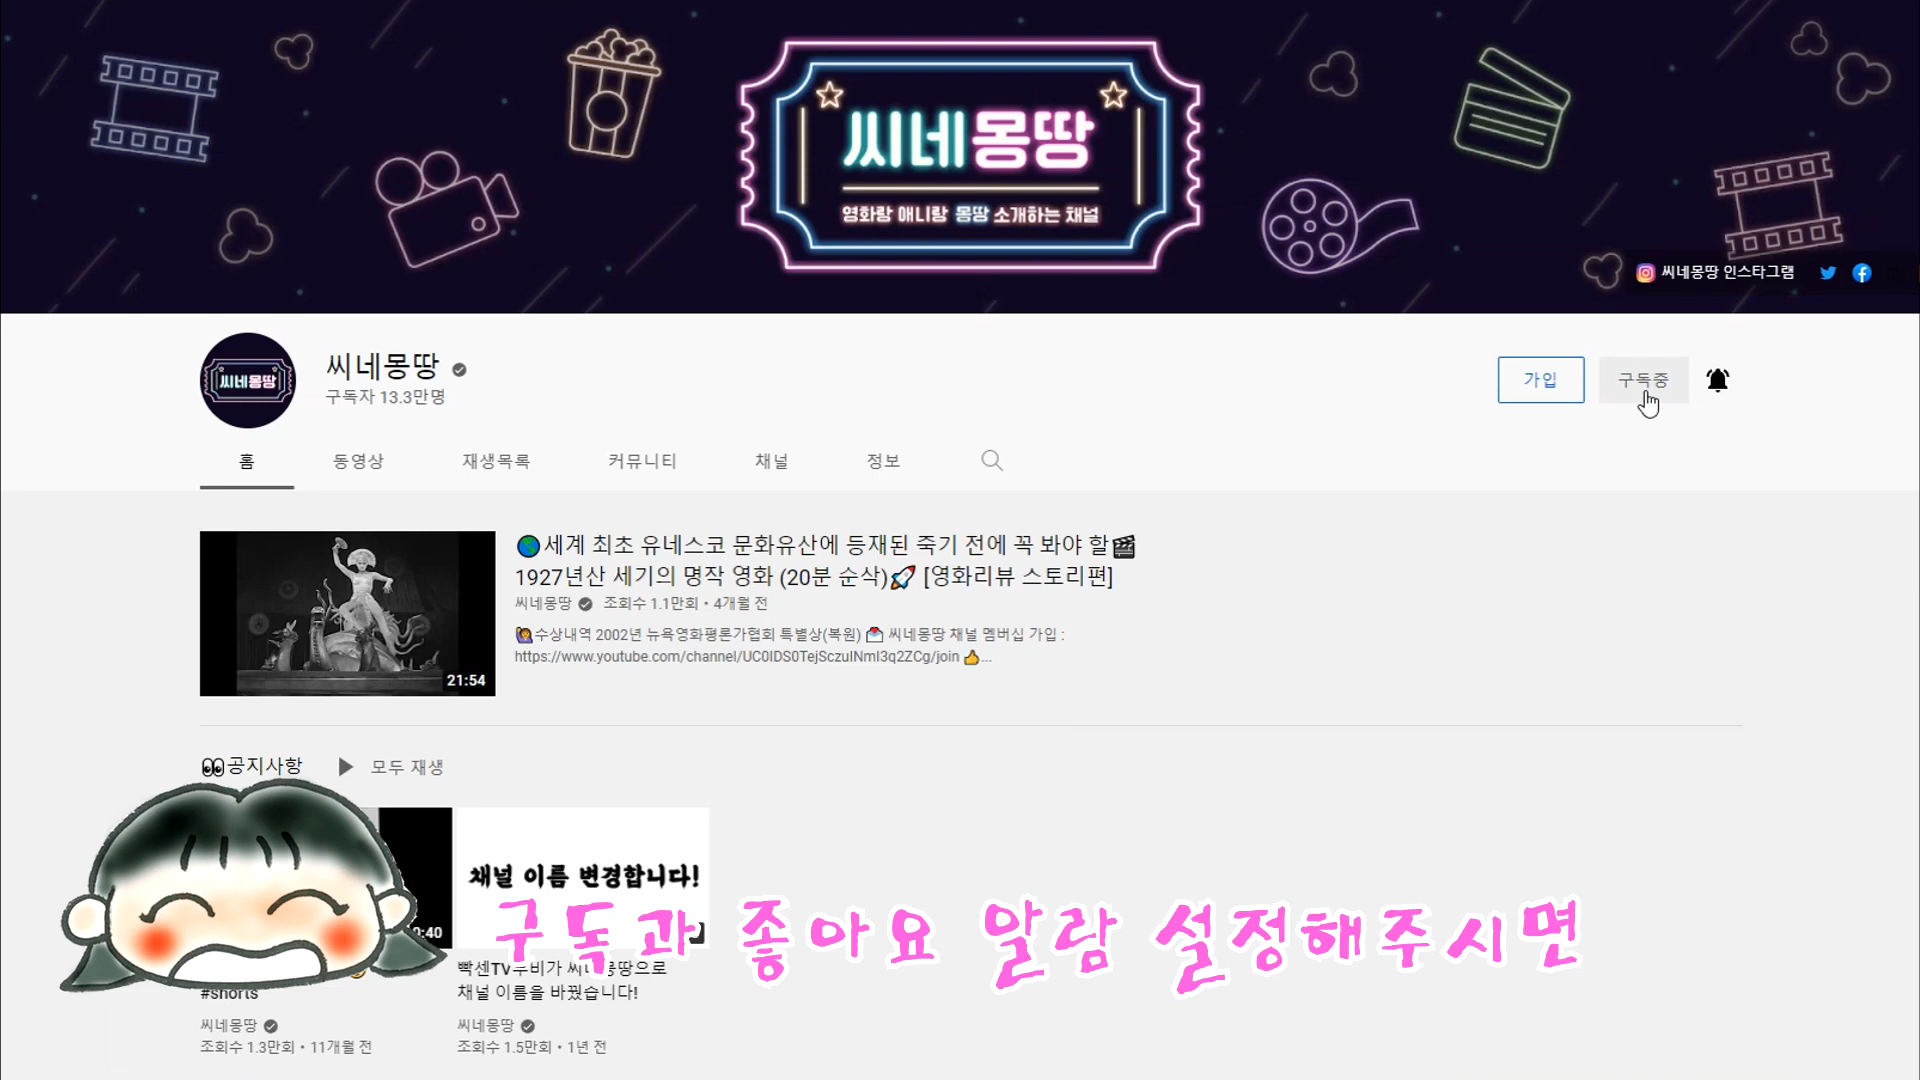 씨네몽땅
영화랑 애니랑 몽땅 소개하는 채널
씨네몽땅 인스타그램
씨네몽땅
씨네몽땅
구독자 13.3만명
가입
구독중
홈
동영상
재생목록
커뮤니티
채널
정보
세계 최초 유네스코 문화유산에 등재된 죽기 전에 꼭 봐야 할
1927년산 세기의 명작 영화 (20분 순삭) [영화리뷰 스토리편]
씨네몽땅 조회수 1.1만회 • 4개월 전
수상내역 2002년 뉴욕영화평론가협회 특별상(복원) 씨네몽땅 채널 멤버십 가입 :
https://www.youtube.com/channel/UC0IDS0TejSczuINmI3q2ZCg/join ...
21:54
공지사항
모두 재생
채널 이름 변경합니다!
:40
구독과 좋아요 알람 설정해주시면
#shorts
씨네몽땅
조회수 1.3만회 • 11개월 전
채널 이름을 바꿨습니다!
씨네몽땅
조회수 1.5만회 • 1년 전